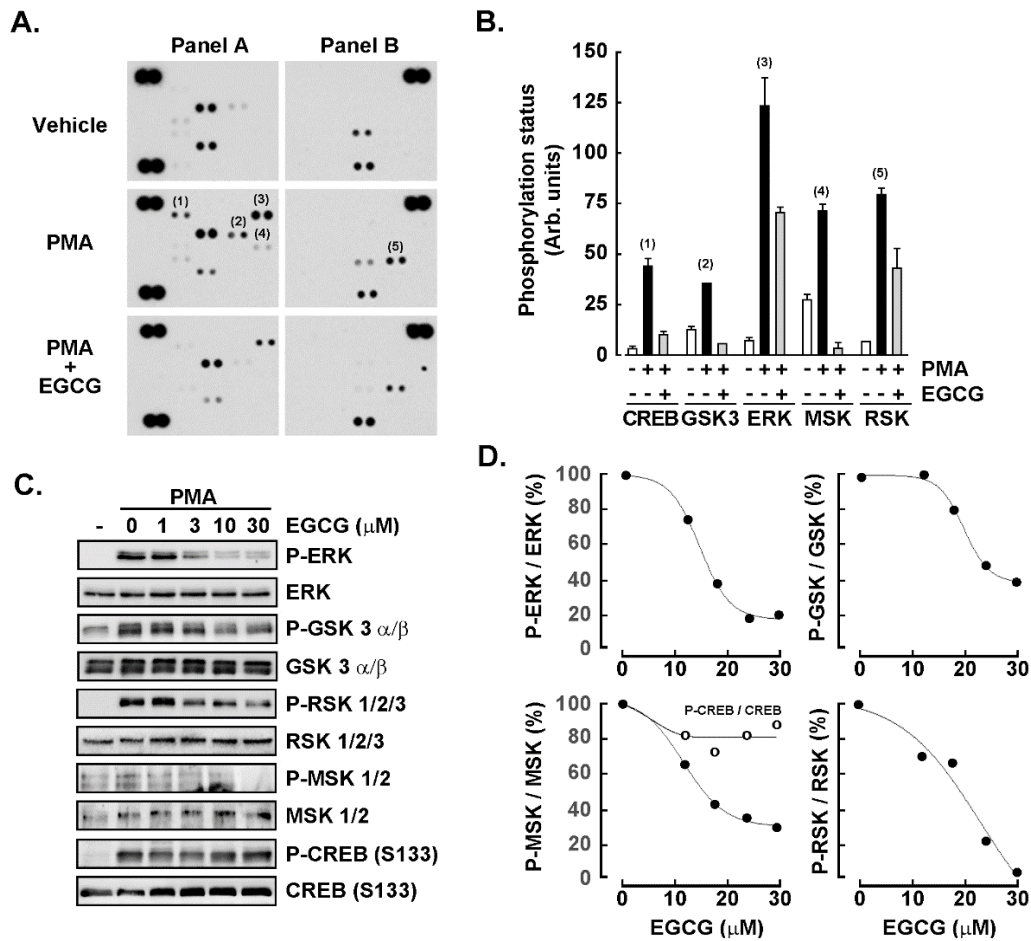 A.
Panel A Panel B
Vehicle
PMA
(1) (2) (3) (4) (5)
PMA
+
EGCG
B.
Phosphorylation status
(Arb. units)
150
125
100
75
50
25
0
(1) (2) (3) (4) (5)
- + + - + + - + + - + + - + + PMA
- - + - - + - - + - - + - - + EGCG
CREB GSK3 ERK MSK RSK
C.
PMA
- 0 1 3 10 30 EGCG (μM)
P-ERK
ERK
P-GSK 3 α/β
GSK 3 α/β
P-RSK 1/2/3
RSK 1/2/3
P-MSK 1/2
MSK 1/2
P-CREB (S133)
CREB (S133)
D.
P-ERK / ERK (%)
100
80
60
40
20
0
0 10 20 30
P-GSK / GSK (%)
100
80
60
40
20
0
0 10 20 30
P-MSK / MSK (%)
100
80
60
40
20
0
P-CREB / CREB
0 10 20 30
EGCG (μM)
P-RSK / RSK (%)
100
80
60
40
20
0
0 10 20 30
EGCG (μM)